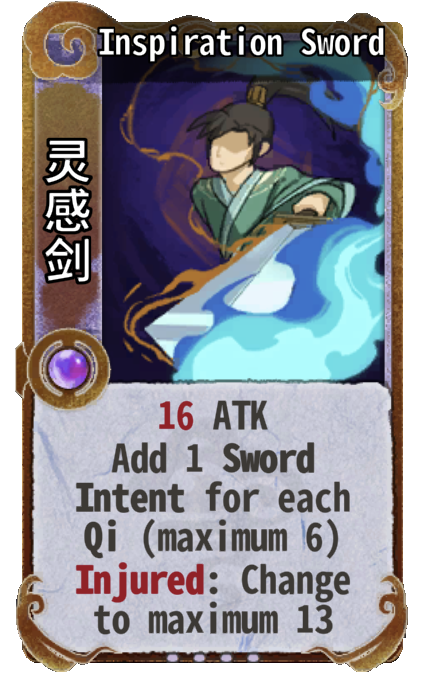 Inspiration Sword
灵感剑
16 ATK
Add 1 Sword
Intent for each
Qi (maximum 6)
Injured: Change
to maximum 13